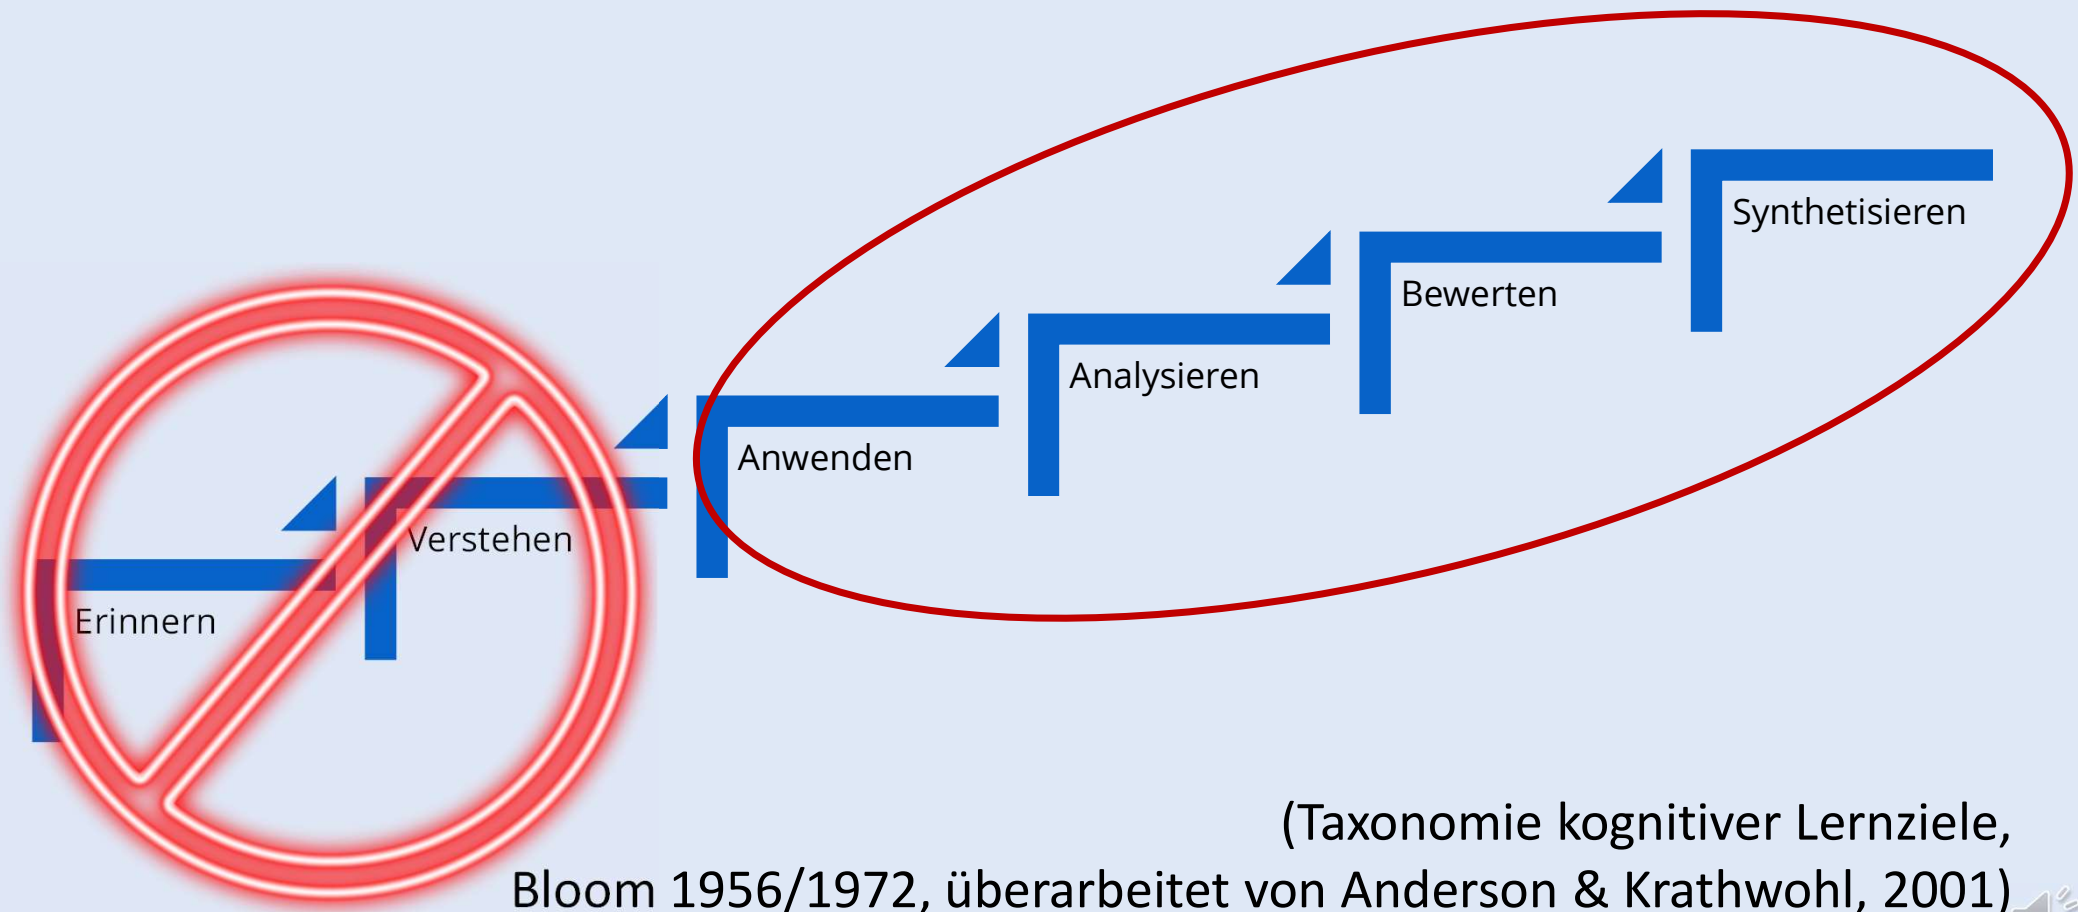 Synthetisieren
Bewerten
Analysieren
Anwenden
Verstehen
Erinnern
(Taxonomie kognitiver Lernziele,
Bloom 1956/1972, überarbeitet von Anderson & Krathwohl, 2001)